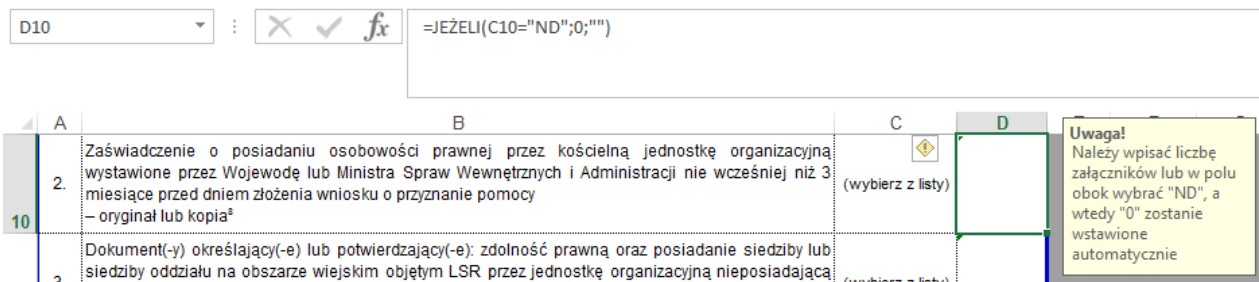 D10
fx
=JEŻELI(C10="ND";0;"")
A
B
C
D
10
2.
Zaświadczenie o posiadaniu osobowości prawnej przez kościelną jednostkę organizacyjną
wystawione przez Wojewodę lub Ministra Spraw Wewnętrznych i Administracji nie wcześniej niż 3
miesiące przed dniem złożenia wniosku o przyznanie pomocy
– oryginał lub kopia⁸
(wybierz z listy)
Uwaga!
Należy wpisać liczbę
załączników lub w polu
obok wybrać "ND", a
wtedy "0" zostanie
wstawione
automatycznie
Dokument(-y) określający(-e) lub potwierdzający(-e): zdolność prawną oraz posiadanie siedziby lub
siedziby oddziału na obszarze wiejskim objętym LSR przez jednostkę organizacyjną nieposiadającą
(wybierz z listy)